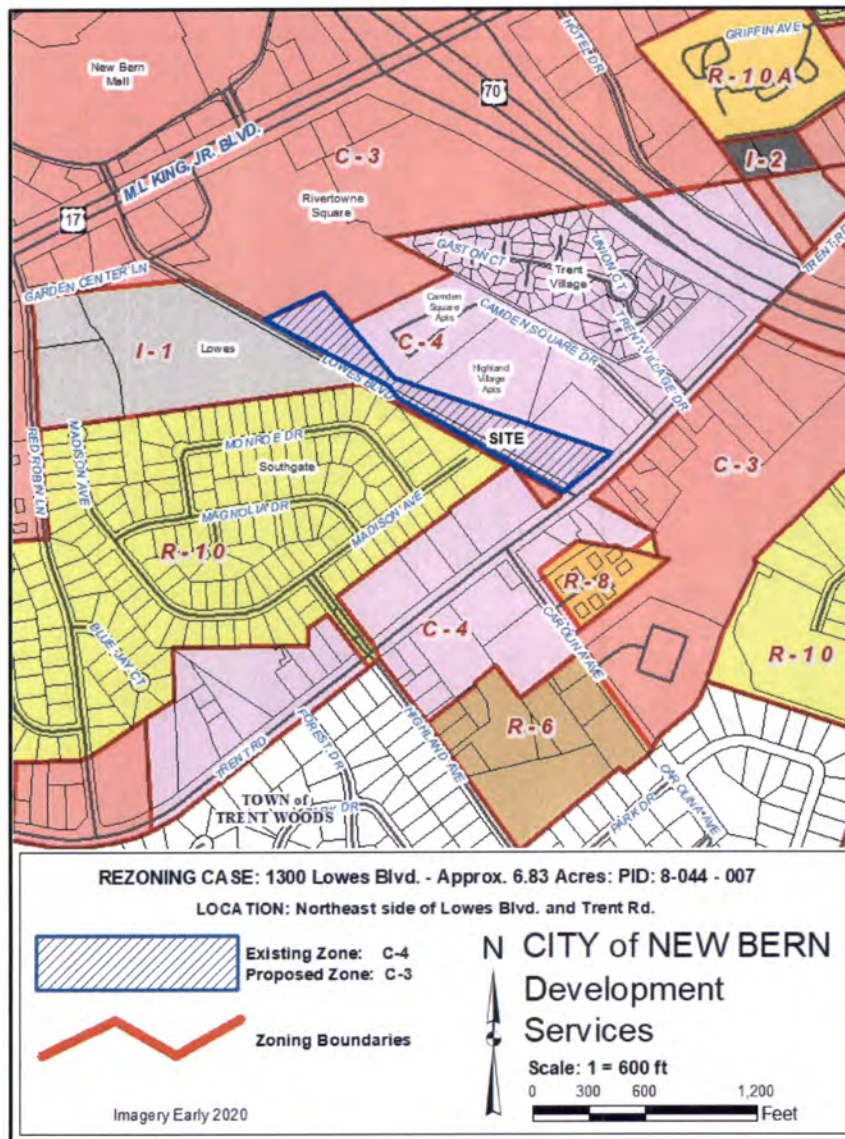 GRIFFIN AVE
HOTEL DR
New Bern
Mall
R-10A
70
I-2
M.L KING, JR. BLVD.
C-3
Rivertowne
Square
17
TRENT RD
GASTON CT
UNION CT
Trent
Village
GARDEN CENTER LN
Camden
Square
Apts
CAMDEN SQUARE DR
TRENT VILLAGE DR
C-4
I-1
Lowes
LOWES BLVD
Highland
Village
Apts
SITE
RED ROBIN LN
MADISON AVE
MONROE DR
Southgate
C-3
MAGNOLIA DR
MADISON AVE
R-10
R-8
CAROLINA AVE
C-4
BLUE JAY CT
R-10
R-6
HIGHLAND AVE
FOREST DR
TRENT RD
CAROLINA AVE
PARK DR
TOWN of
TRENT WOODS
REZONING CASE: 1300 Lowes Blvd. - Approx. 6.83 Acres: PID: 8-044 - 007
LOCATION: Northeast side of Lowes Blvd. and Trent Rd.
Existing Zone: C-4
Proposed Zone: C-3
Zoning Boundaries
Imagery Early 2020
N
CITY of NEW BERN
Development
Services
Scale: 1 = 600 ft
0 300 600 1,200
Feet